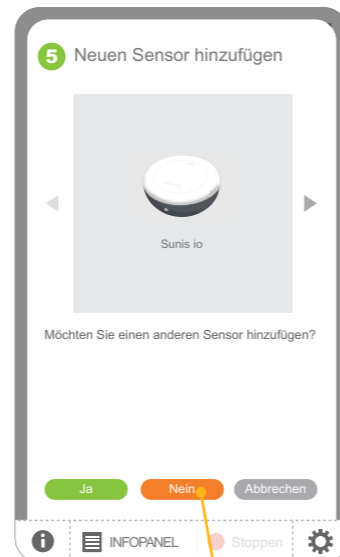 5 Neuen Sensor hinzufügen
Sunis io
Möchten Sie einen anderen Sensor hinzufügen?
Ja Nein Abbrechen
INFOPANEL Stoppen